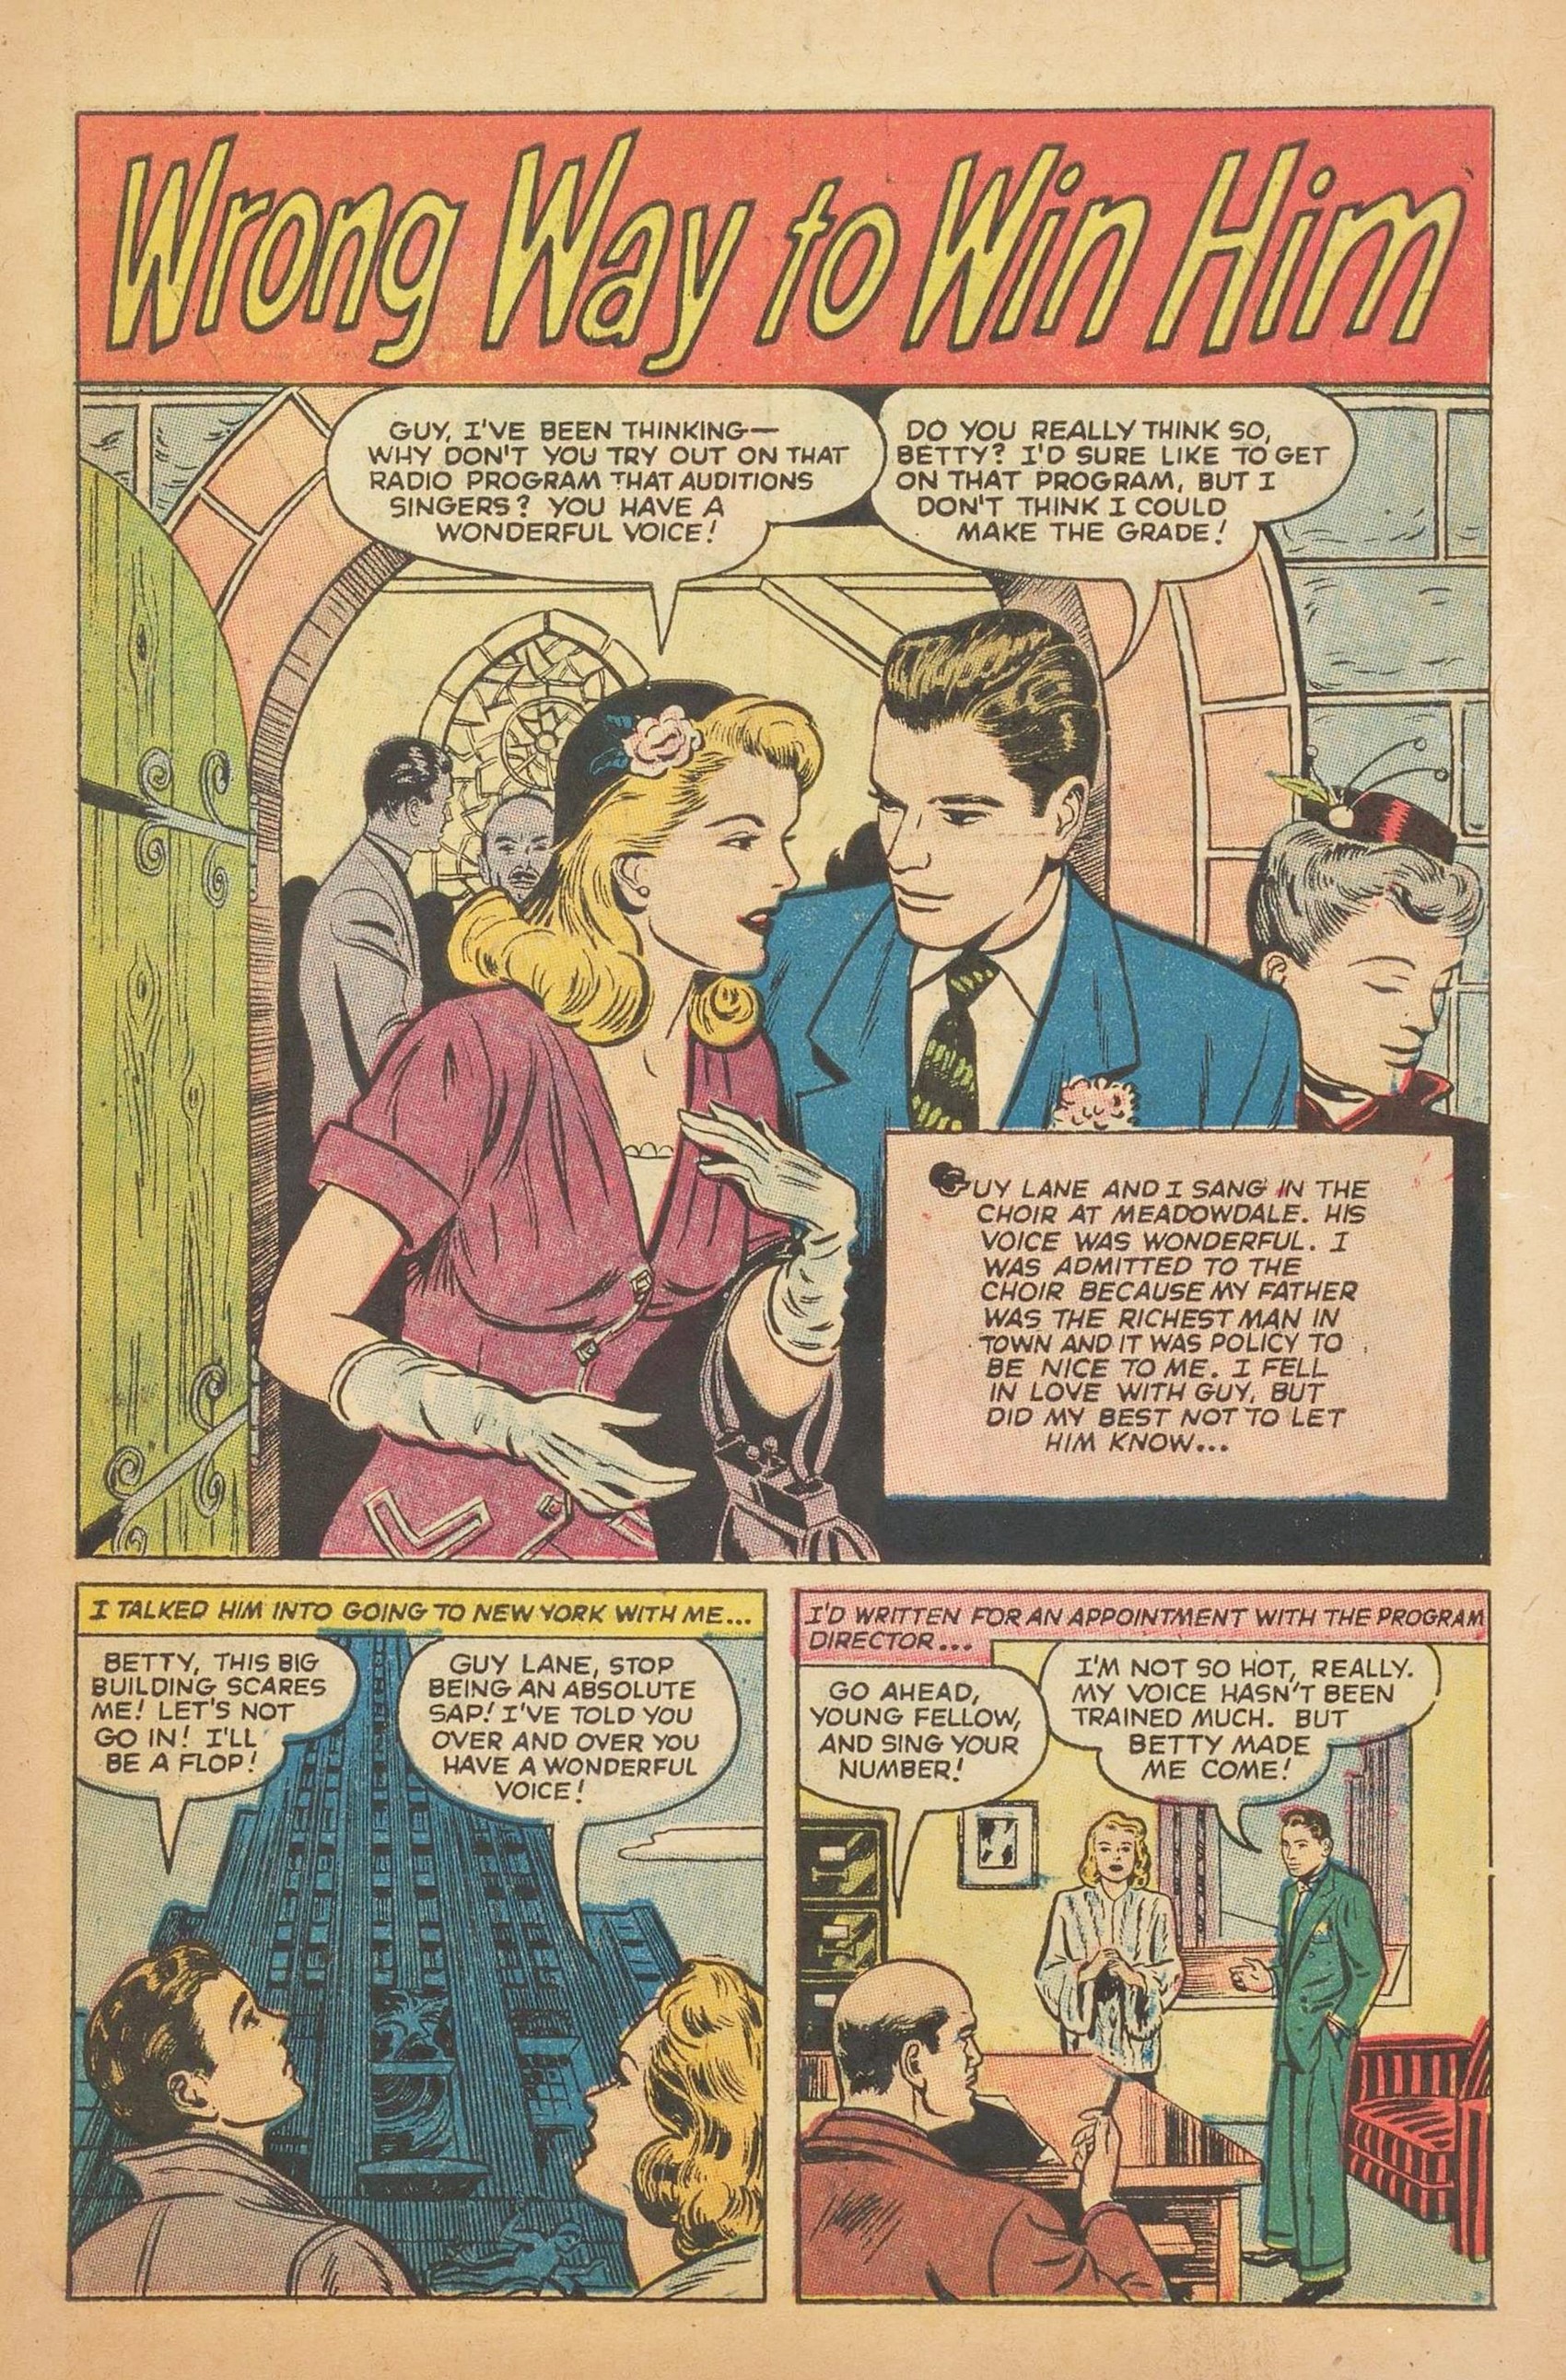 Wrong Way to Win Him
GUY, I'VE BEEN THINKING—
WHY DON'T YOU TRY OUT ON THAT
RADIO PROGRAM THAT AUDITIONS
SINGERS? YOU HAVE A
WONDERFUL VOICE!
DO YOU REALLY THINK SO,
BETTY? I'D SURE LIKE TO GET
ON THAT PROGRAM, BUT I
DON'T THINK I COULD
MAKE THE GRADE!
GUY LANE AND I SANG IN THE
CHOIR AT MEADOWDALE. HIS
VOICE WAS WONDERFUL. I
WAS ADMITTED TO THE
CHOIR BECAUSE MY FATHER
WAS THE RICHEST MAN IN
TOWN AND IT WAS POLICY TO
BE NICE TO ME. I FELL
IN LOVE WITH GUY, BUT
DID MY BEST NOT TO LET
HIM KNOW...
I TALKED HIM INTO GOING TO NEW YORK WITH ME...
BETTY, THIS BIG
BUILDING SCARES
ME! LET'S NOT
GO IN! I'LL
BE A FLOP!
GUY LANE, STOP
BEING AN ABSOLUTE
SAP! I'VE TOLD YOU
OVER AND OVER YOU
HAVE A WONDERFUL
VOICE!
I'D WRITTEN FOR AN APPOINTMENT WITH THE PROGRAM
DIRECTOR...
GO AHEAD,
YOUNG FELLOW,
AND SING YOUR
NUMBER!
I'M NOT SO HOT, REALLY.
MY VOICE HASN'T BEEN
TRAINED MUCH. BUT
BETTY MADE
ME COME!